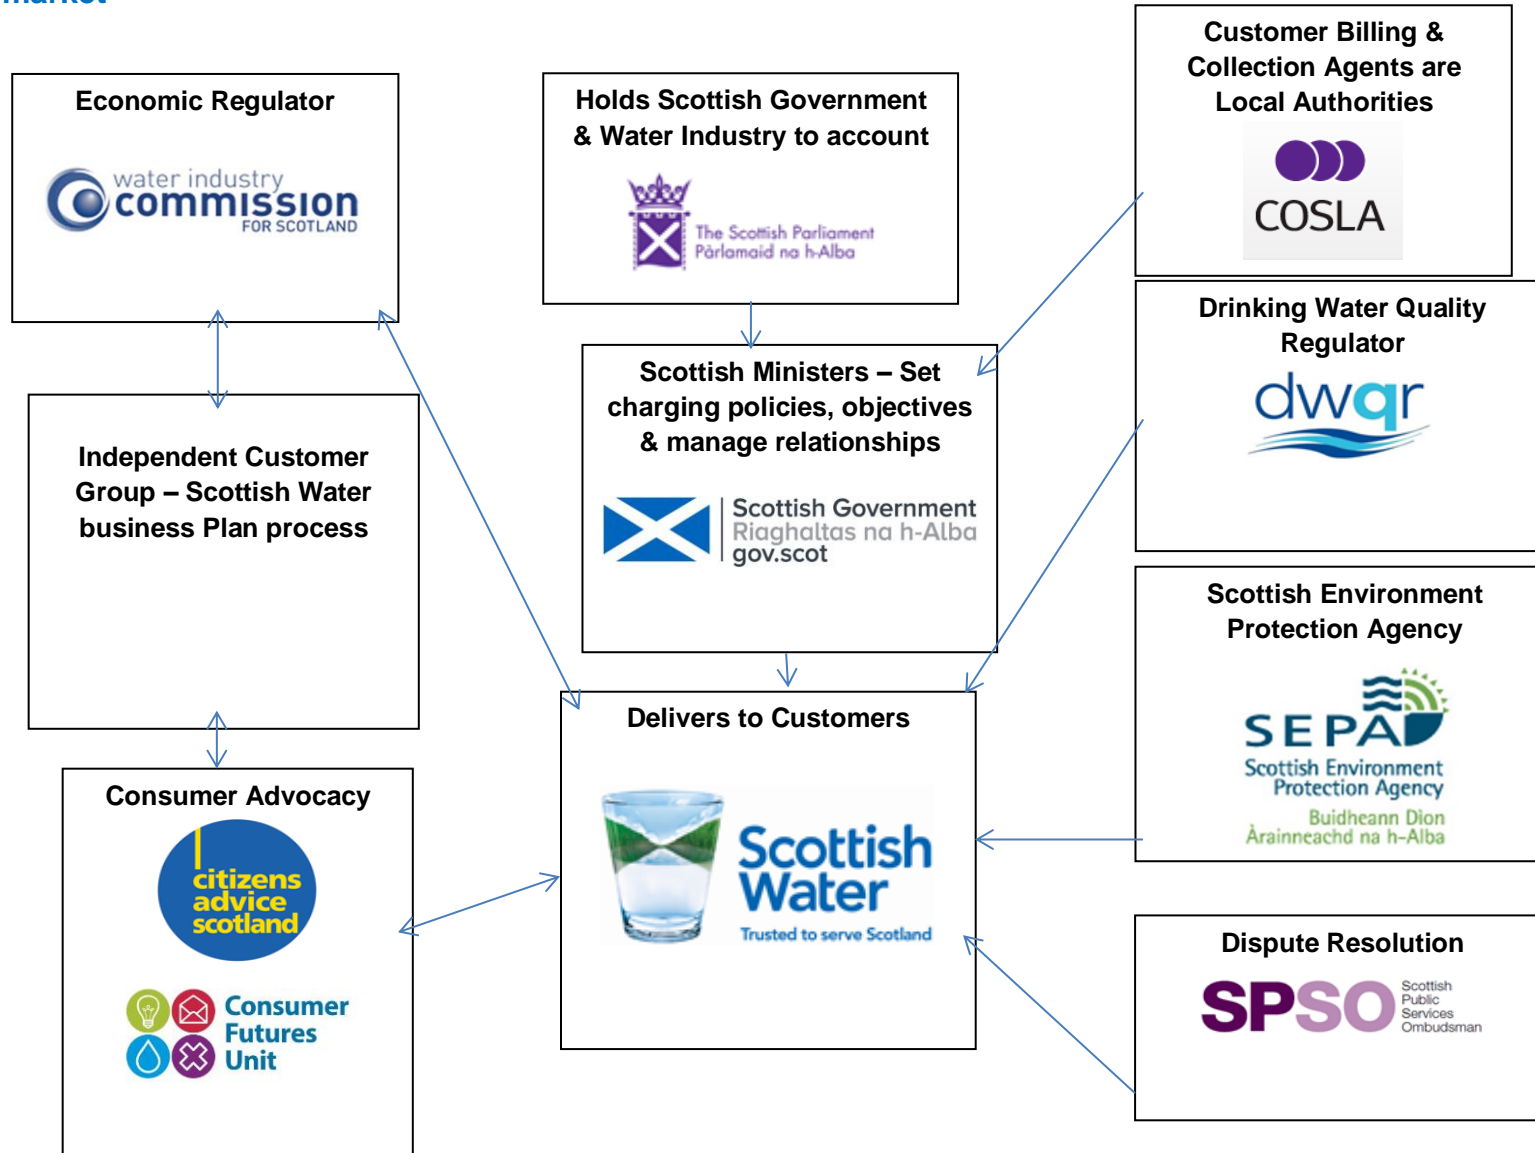 market
Economic Regulator
water industry
commission
FOR SCOTLAND
Holds Scottish Government
& Water Industry to account
The Scottish Parliament
Pàrlamaid na h-Alba
Customer Billing &
Collection Agents are
Local Authorities
COSLA
Independent Customer
Group – Scottish Water
business Plan process
Scottish Ministers – Set
charging policies, objectives
& manage relationships
Scottish Government
Riaghaltas na h-Alba
gov.scot
Drinking Water Quality
Regulator
dwqr
Scottish Environment
Protection Agency
SEPA
Scottish Environment
Protection Agency
Buidheann Dìon
Àrainneachd na h-Alba
Consumer Advocacy
citizens
advice
scotland
Consumer
Futures
Unit
Delivers to Customers
Scottish
Water
Trusted to serve Scotland
Dispute Resolution
SPSO
Scottish
Public
Services
Ombudsman